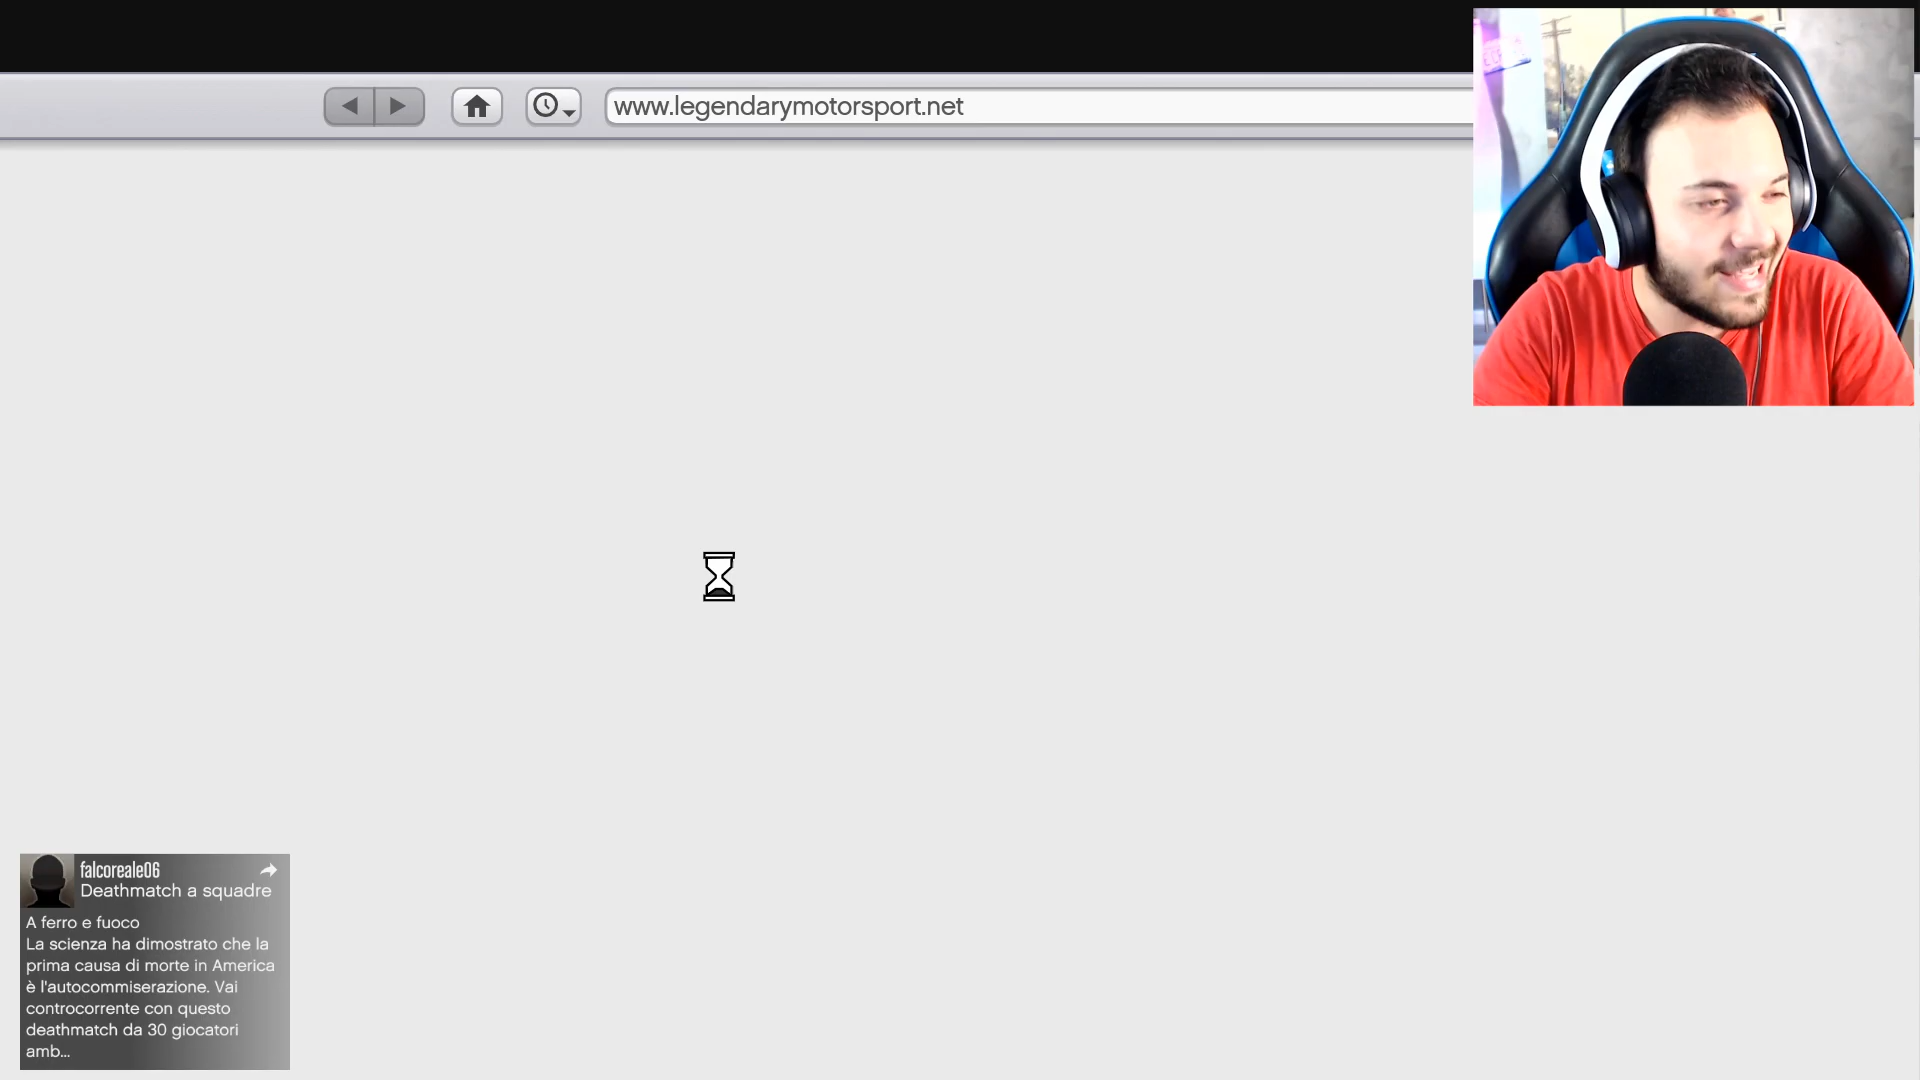 www.legendarymotorsport.net
falcoreale06
Deathmatch a squadre
A ferro e fuoco
La scienza ha dimostrato che la
prima causa di morte in America
è l'autocommiserazione. Vai
controcorrente con questo
deathmatch da 30 giocatori
amb...